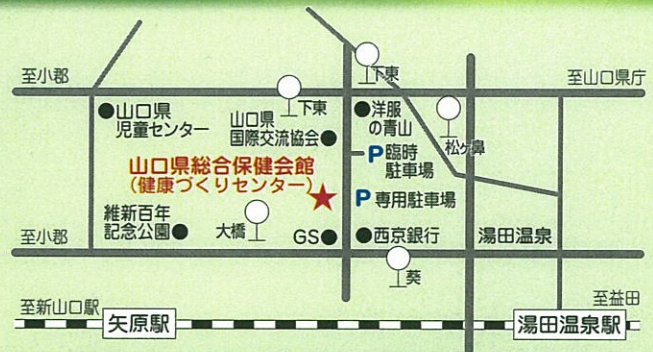 下東
至小郡
至山口県庁
山口県
児童センター
下東
山口県
国際交流協会
洋服
の青山
松ヶ鼻
P 臨時
駐車場
山口県総合保健会館
(健康づくりセンター)
P 専用駐車場
維新百年
記念公園
大橋
至小郡
GS
西京銀行
湯田温泉
葵
至新山口駅
矢原駅
至益田
湯田温泉駅